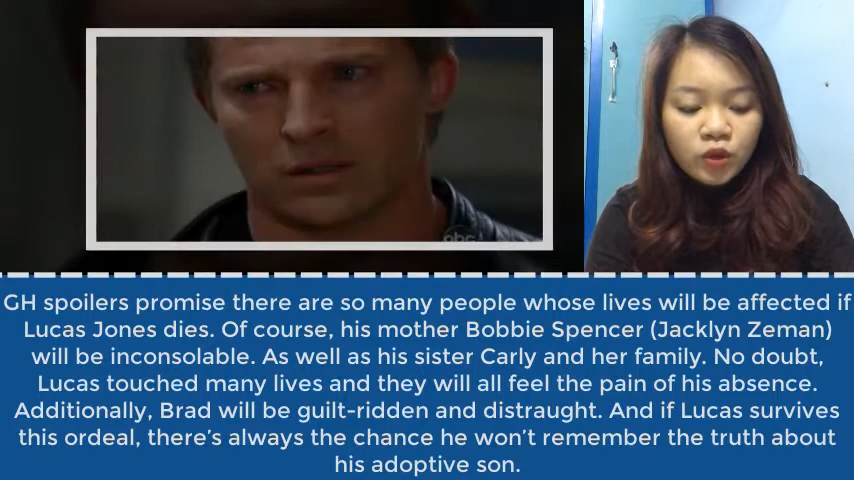 abc
GH spoilers promise there are so many people whose lives will be affected if
Lucas Jones dies. Of course, his mother Bobbie Spencer (Jacklyn Zeman)
will be inconsolable. As well as his sister Carly and her family. No doubt,
Lucas touched many lives and they will all feel the pain of his absence.
Additionally, Brad will be guilt-ridden and distraught. And if Lucas survives
this ordeal, there’s always the chance he won’t remember the truth about
his adoptive son.